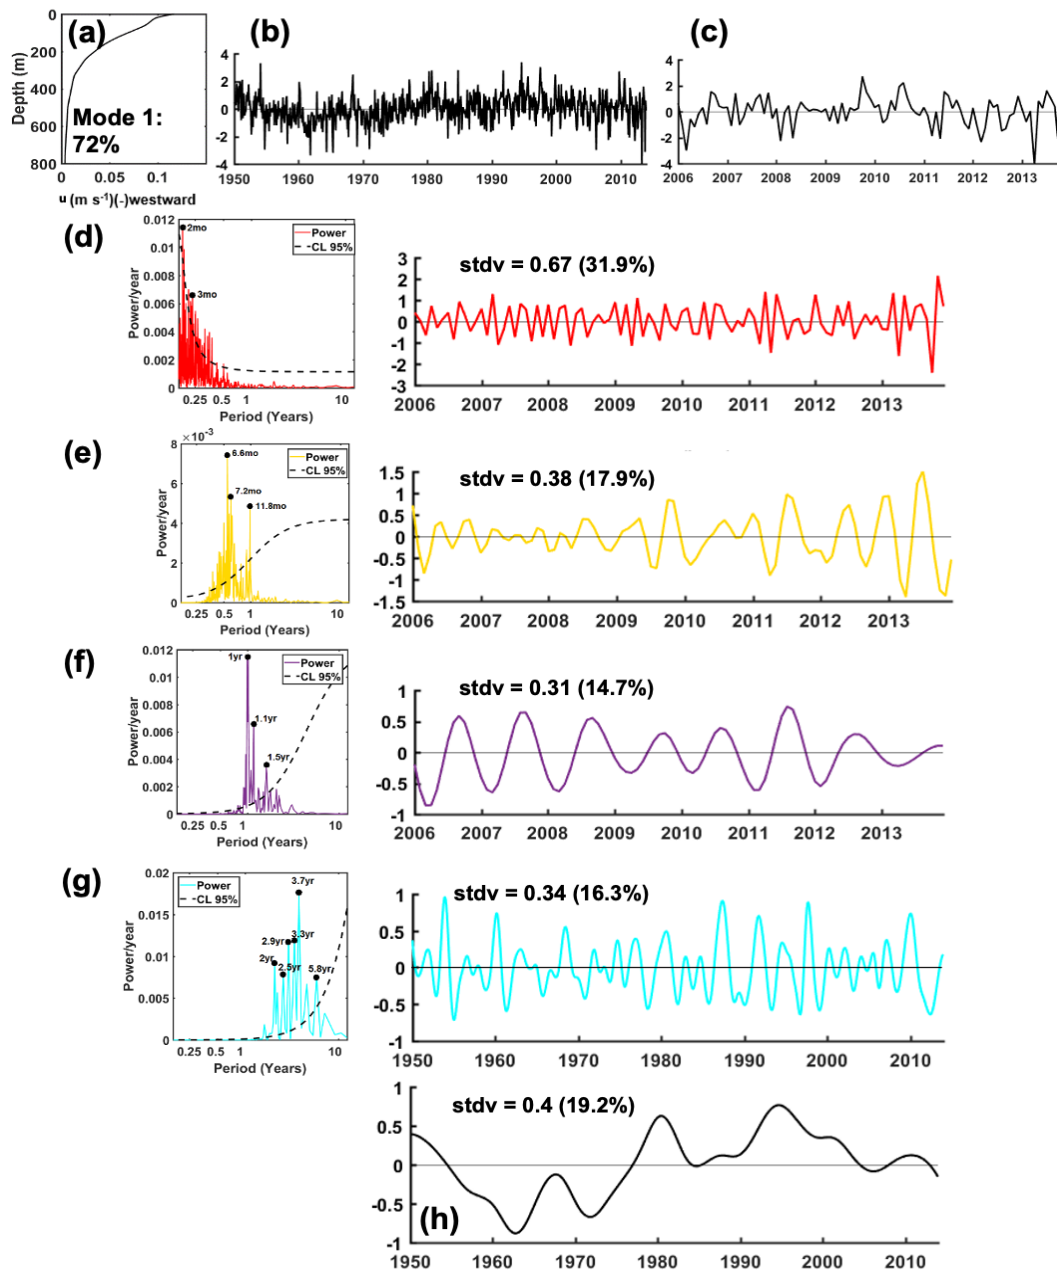 (a)
0
200
400
600
800
Depth (m)
Mode 1:
72%
0 0.05 0.1
u (m s⁻¹)(-)westward
(b)
4
2
0
-2
-4
1950 1960 1970 1980 1990 2000 2010
(c)
4
2
0
-2
-4
2006 2007 2008 2009 2010 2011 2012 2013
(d)
0.012
0.01
0.008
0.006
0.004
0.002
0
Power/year
2mo
3mo
Power
CL 95%
0.25 0.5 1 10
Period (Years)
stdv = 0.67 (31.9%)
3
2
1
0
-1
-2
-3
2006 2007 2008 2009 2010 2011 2012 2013
(e)
×10⁻³
8
6
4
2
0
Power/year
6.6mo
7.2mo
11.8mo
Power
CL 95%
0.25 0.5 1 10
Period (Years)
stdv = 0.38 (17.9%)
1.5
1
0.5
0
-0.5
-1
-1.5
2006 2007 2008 2009 2010 2011 2012 2013
(f)
0.012
0.01
0.008
0.006
0.004
0.002
0
Power/year
1yr
1.1yr
1.5yr
Power
CL 95%
0.25 0.5 1 10
Period (Years)
stdv = 0.31 (14.7%)
1
0.5
0
-0.5
-1
2006 2007 2008 2009 2010 2011 2012 2013
(g)
0.02
0.015
0.01
0.005
0
Power/year
Power
CL 95%
3.7yr
2.9yr 3.3yr
2yr
2.5yr 5.8yr
0.25 0.5 1 10
Period (Years)
stdv = 0.34 (16.3%)
1
0.5
0
-0.5
-1
1950 1960 1970 1980 1990 2000 2010
stdv = 0.4 (19.2%)
1
0.5
0
-0.5
-1
(h)
1950 1960 1970 1980 1990 2000 2010